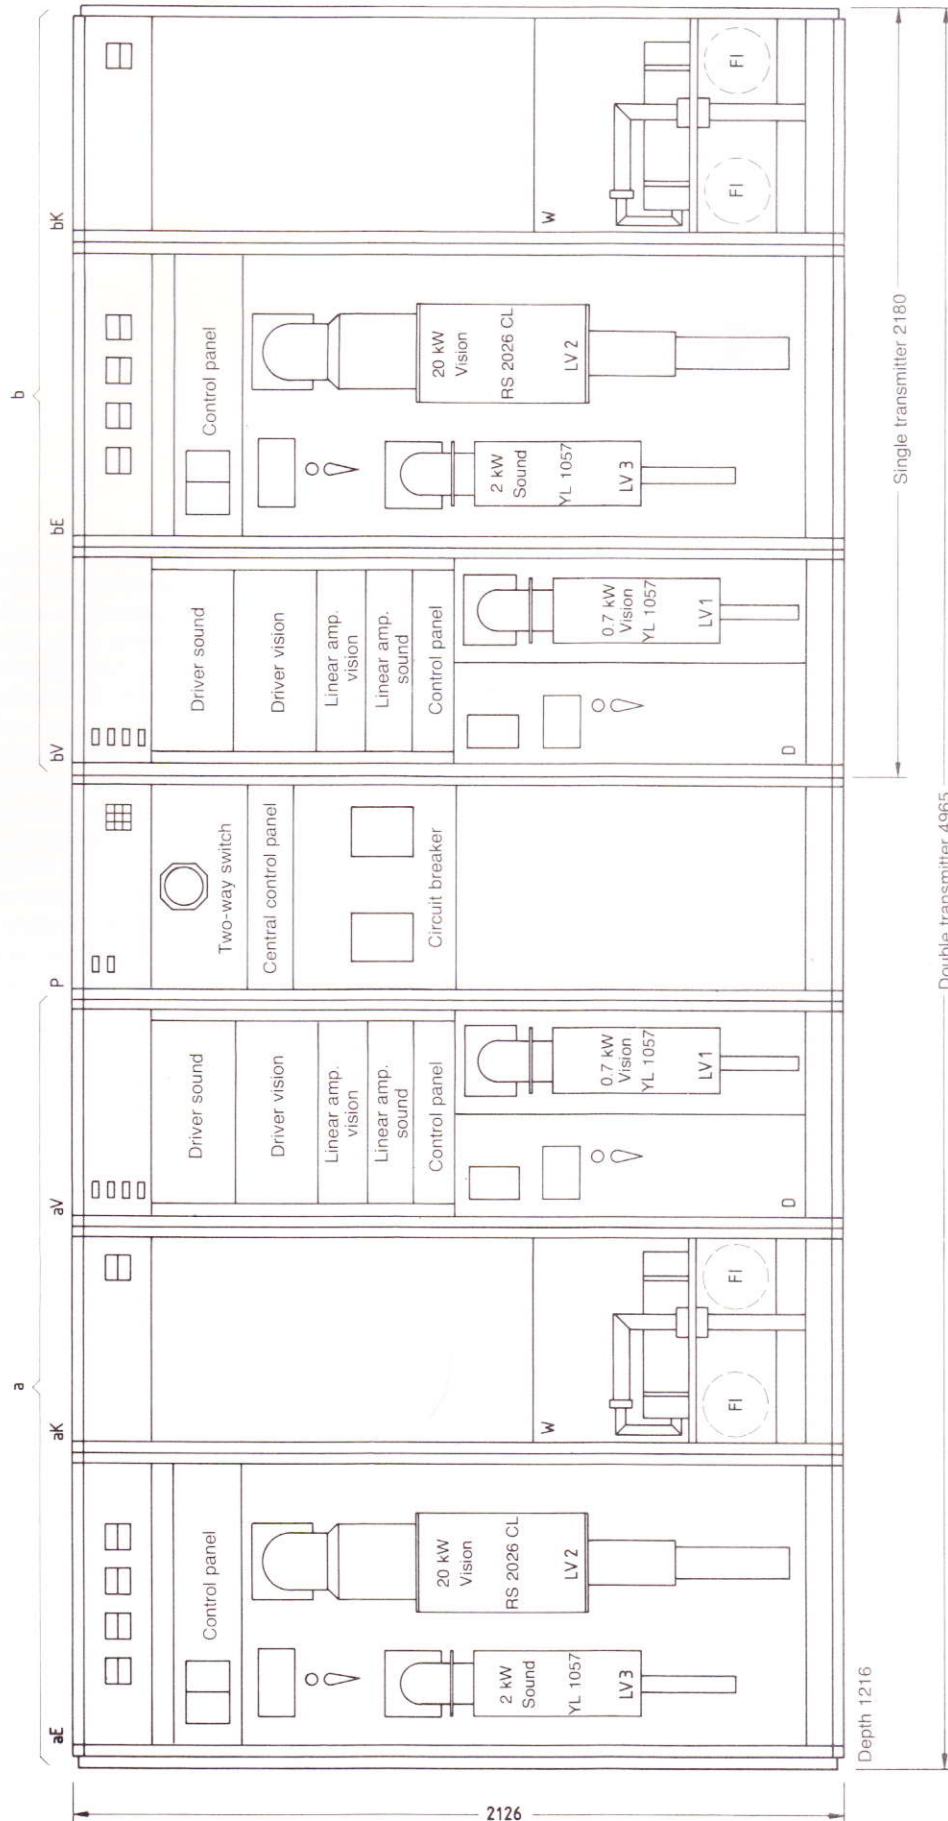 a
b
aE
aK
aV
P
bV
bE
bK
Control panel
2 kW
Sound
YL 1057
LV 3
20 kW
Vision
RS 2026 CL
LV 2
W
FI
FI
Driver sound
Driver vision
Linear amp.
vision
Linear amp.
sound
Control panel
D
0.7 kW
Vision
YL 1057
LV1
Two-way switch
Central control panel
Circuit breaker
Driver sound
Driver vision
Linear amp.
vision
Linear amp.
sound
Control panel
D
0.7 kW
Vision
YL 1057
LV1
Control panel
2 kW
Sound
YL 1057
LV 3
20 kW
Vision
RS 2026 CL
LV 2
W
FI
FI
2126
Depth 1216
Single transmitter 2180
Double transmitter 4965